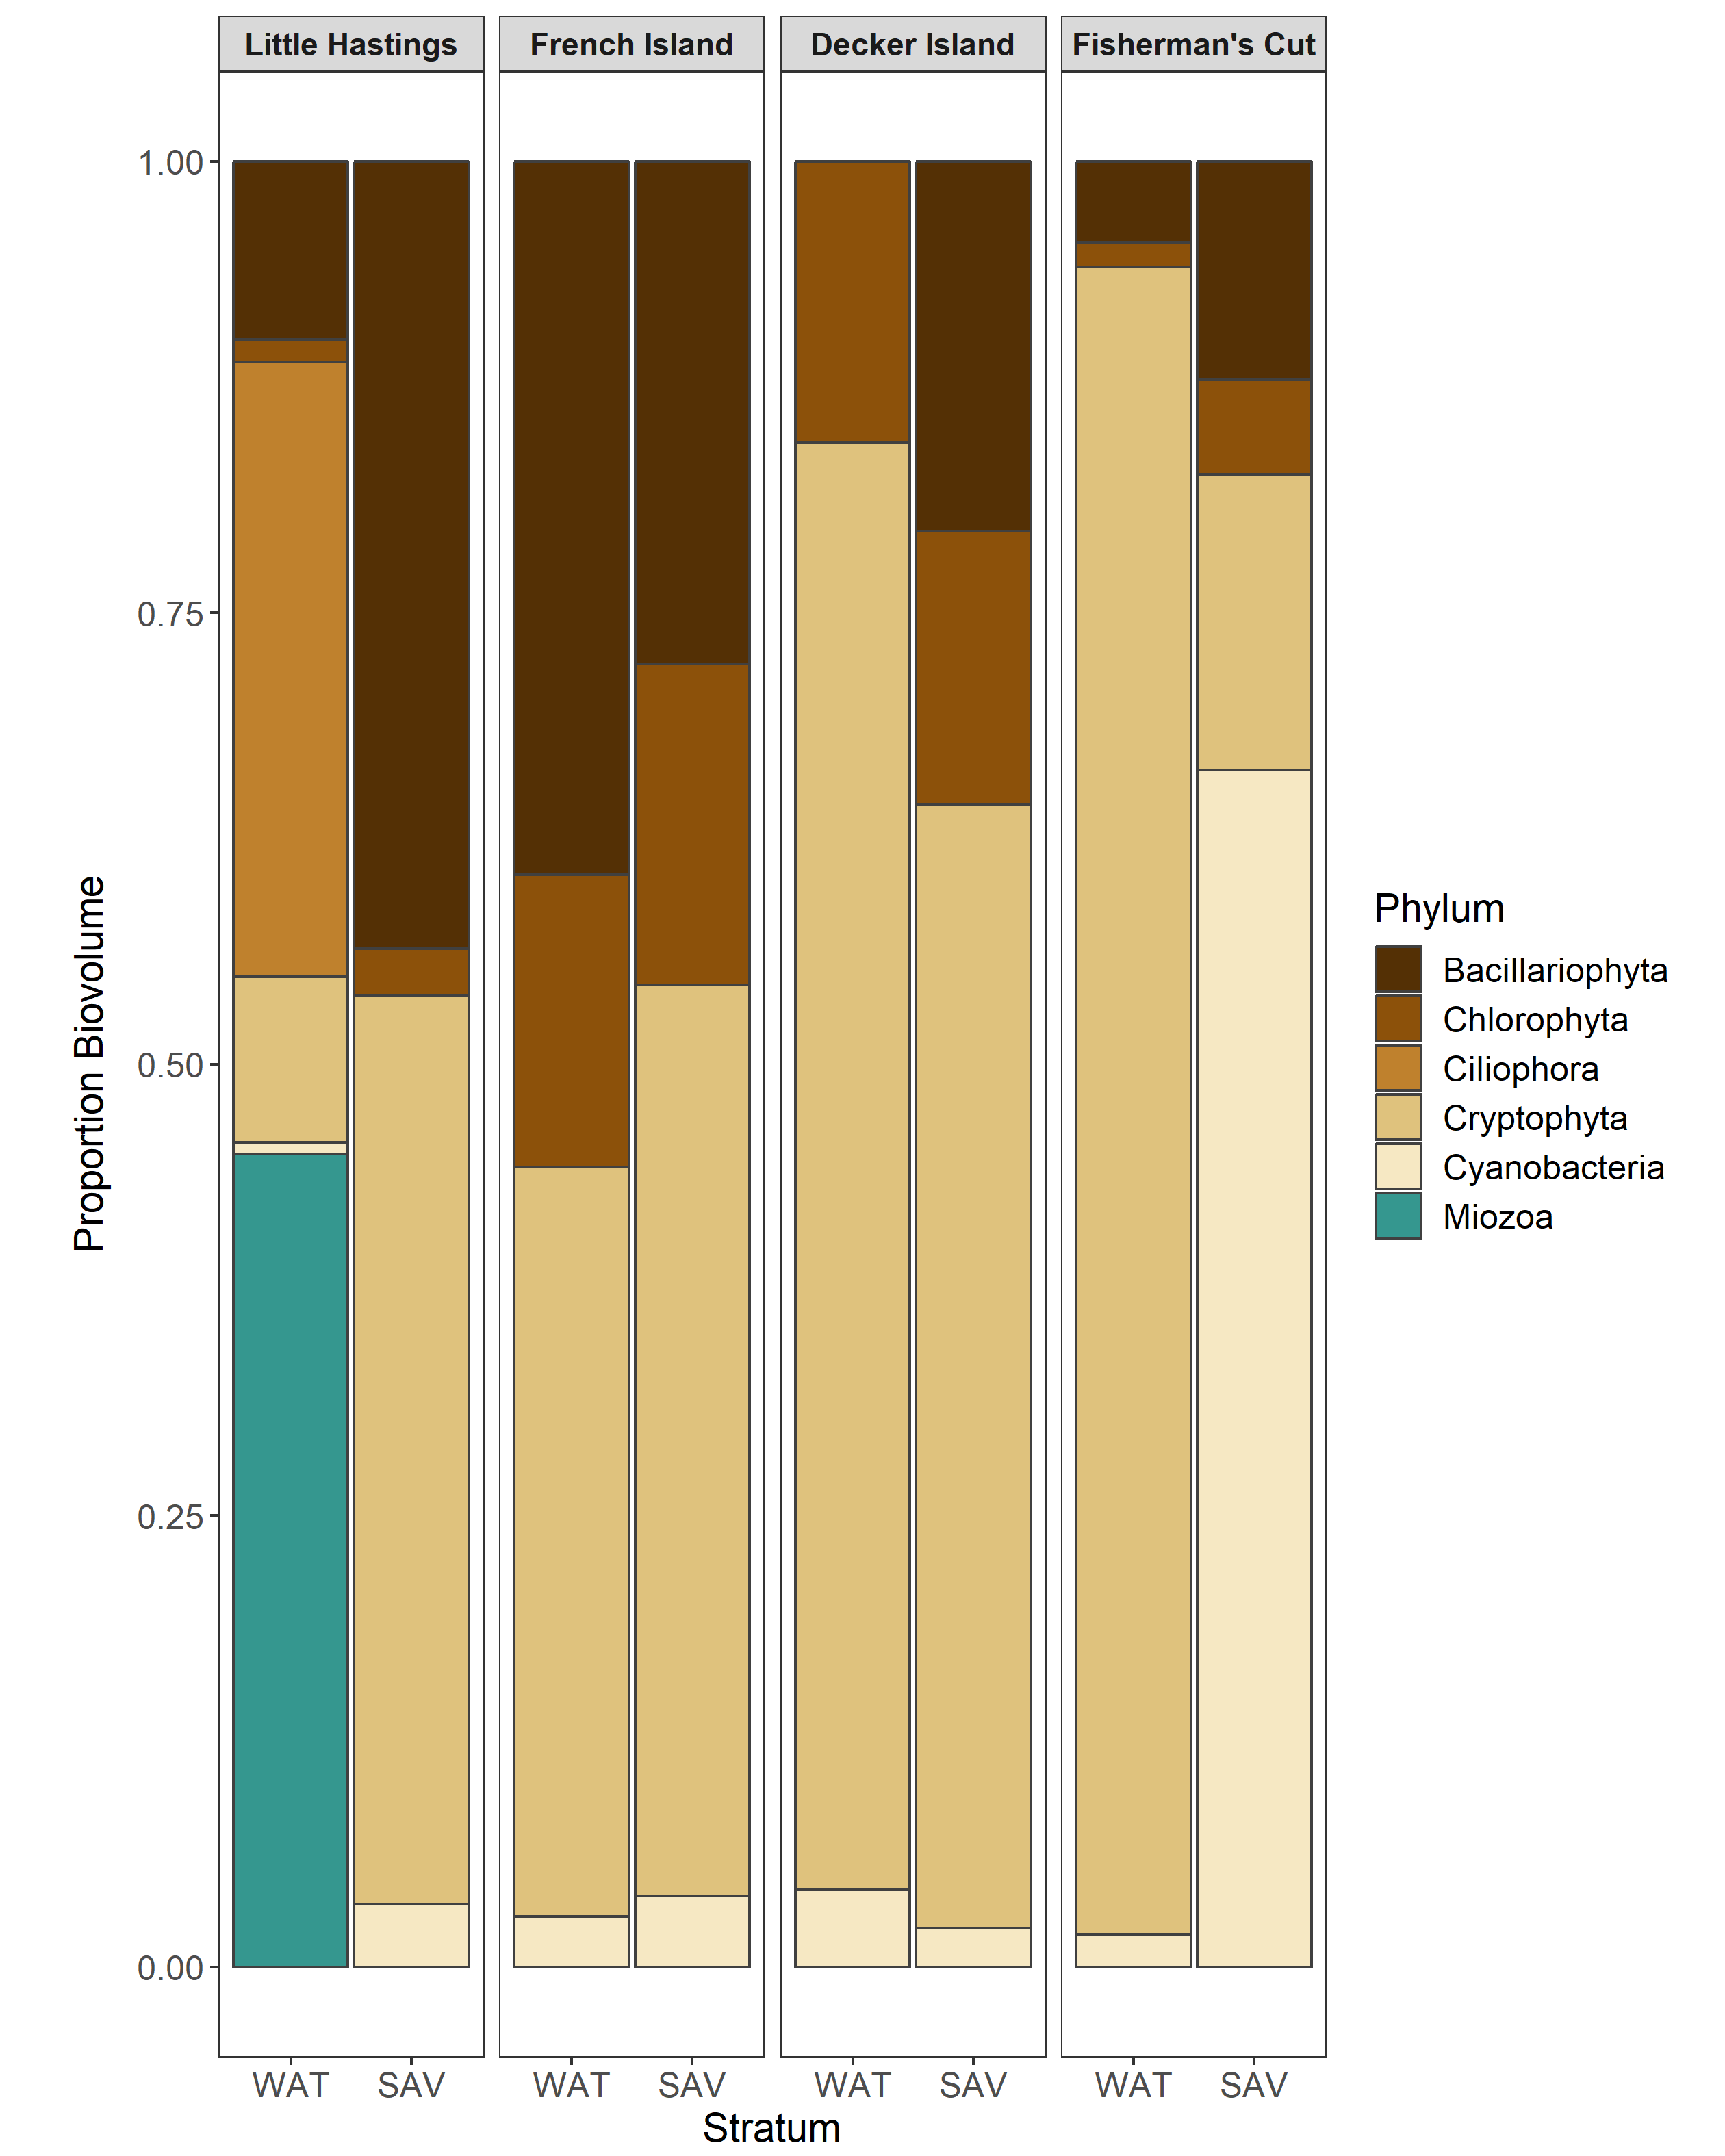 Little Hastings French Island Decker Island Fisherman's Cut
1.00
0.75
0.50
0.25
0.00
Proportion Biovolume
WAT SAV WAT SAV WAT SAV WAT SAV
Stratum
Phylum
Bacillariophyta
Chlorophyta
Ciliophora
Cryptophyta
Cyanobacteria
Miozoa